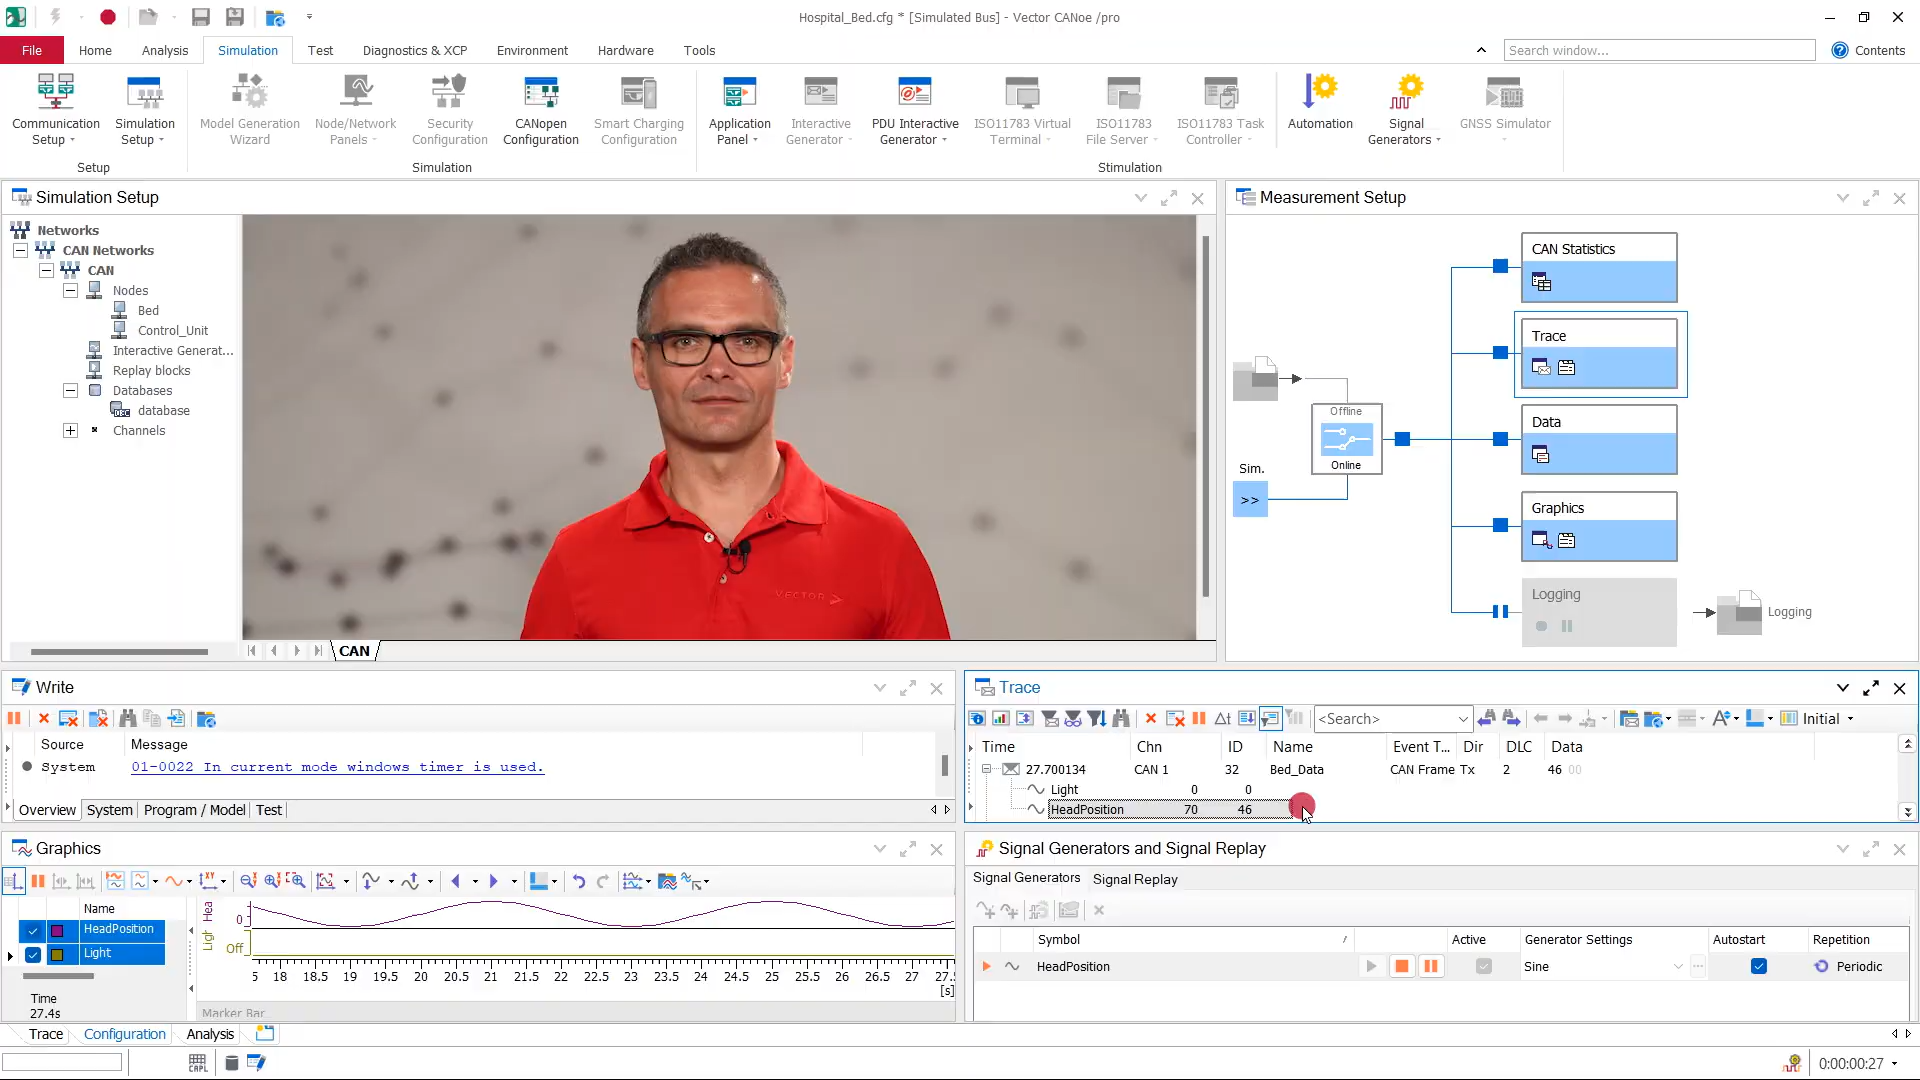 Hospital_Bed.cfg * [Simulated Bus] - Vector CANoe /pro
File Home Analysis Simulation Test Diagnostics & XCP Environment Hardware Tools Search window... Contents
Communication Setup
Simulation Setup
Model Generation Wizard
Node/Network Panels
Security Configuration
CANopen Configuration
Smart Charging Configuration
Application Panel
Interactive Generator
PDU Interactive Generator
ISO11783 Virtual Terminal
ISO11783 File Server
ISO11783 Task Controller
Automation
Signal Generators
GNSS Simulator
Setup Simulation Stimulation
Simulation Setup
Networks
CAN Networks
CAN
Nodes
Bed
Control_Unit
Interactive Generat...
Replay blocks
Databases
database
Channels
VECTOR
CAN
Measurement Setup
CAN Statistics
Trace
Data
Graphics
Logging
Logging
Offline
Online
Sim.
>>
Write
Source Message
System 01-0022 In current mode windows timer is used.
Overview System Program / Model Test
Trace
<Search> Initial
Time Chn ID Name Event T... Dir DLC Data
27.700134 CAN 1 32 Bed_Data CAN Frame Tx 2 46 00
Light 0 0
HeadPosition 70 46
Graphics
Name
HeadPosition
Light
Time
27.4s
Hea
0
Ligh
Off
5 18 18.5 19 19.5 20 20.5 21 21.5 22 22.5 23 23.5 24 24.5 25 25.5 26 26.5 27 27.5
[s]
Marker Bar
Signal Generators and Signal Replay
Signal Generators Signal Replay
Symbol / Active Generator Settings Autostart Repetition
HeadPosition Sine Periodic
Trace Configuration Analysis
CAPL
0:00:00:27